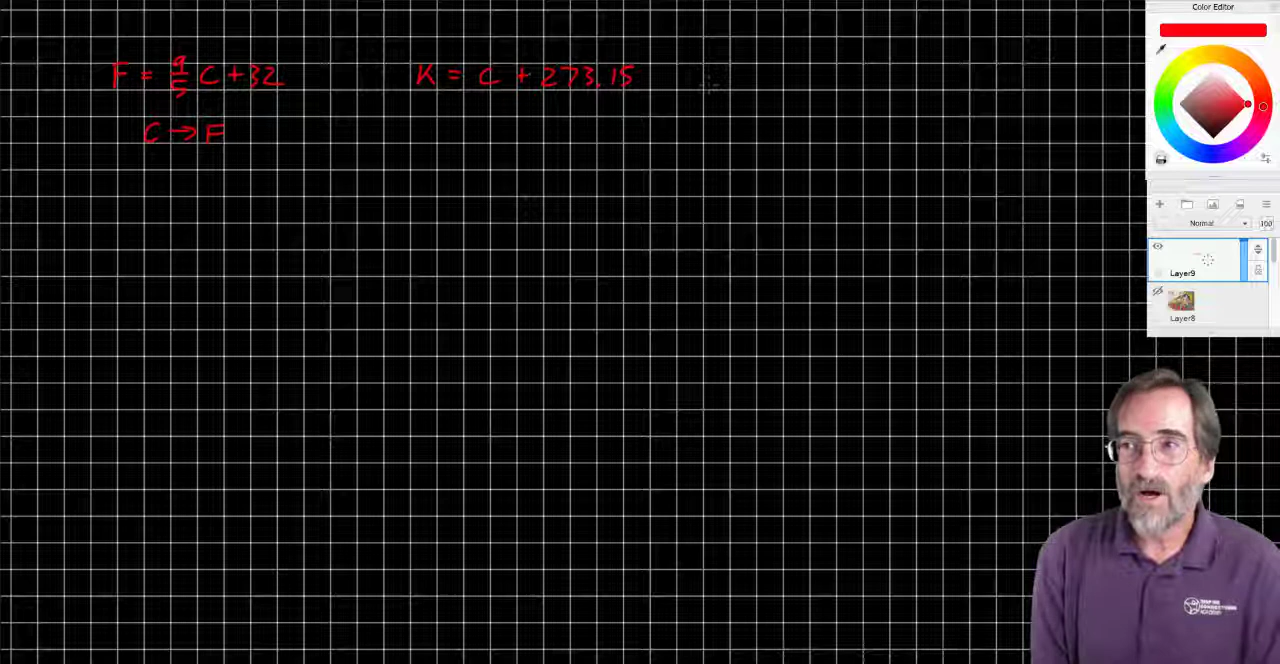 Color Editor
F = 9/5 C + 32
K = C + 273.15
C → F
Normal
100
Layer9
Layer8